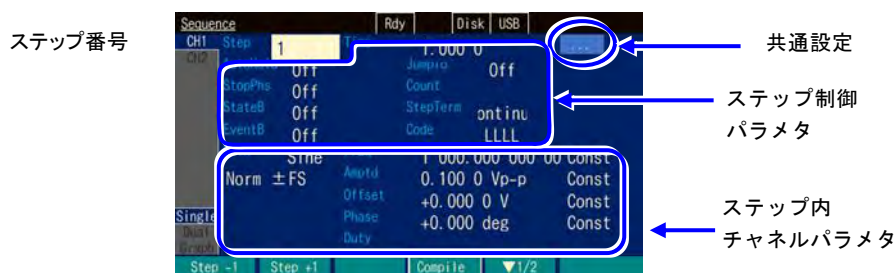 Sequence Rdy Disk USB
ステップ番号
CH1 Step 1 1.000 0 ...
共通設定
CH2 Off JumpTo Off
StopPhs Off Count
StateB Off StepTerm ontinu
EventB Off Code LLLL
ステップ制御
パラメタ
1 000.000 000 00 Const
Norm ±FS Amptd 0.100 0 Vp-p Const
Offset +0.000 0 V Const
Single Phase +0.000 deg Const
Dual Duty
ステップ内
チャネルパラメタ
Step -1 Step +1 Compile ▼1/2